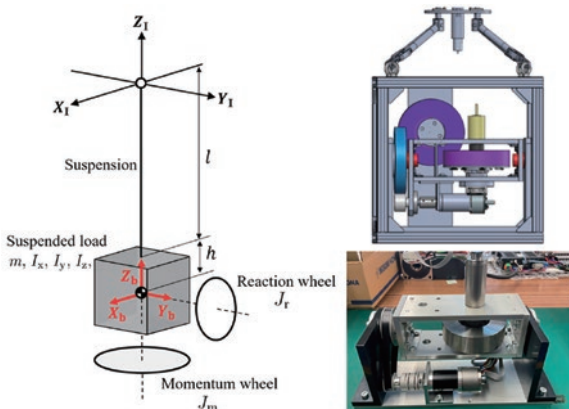 Z_I
X_I
Y_I
Suspension
l
Suspended load
m, I_x, I_y, I_z,
h
Z_b
X_b
Y_b
Reaction wheel
J_r
Momentum wheel
J_m